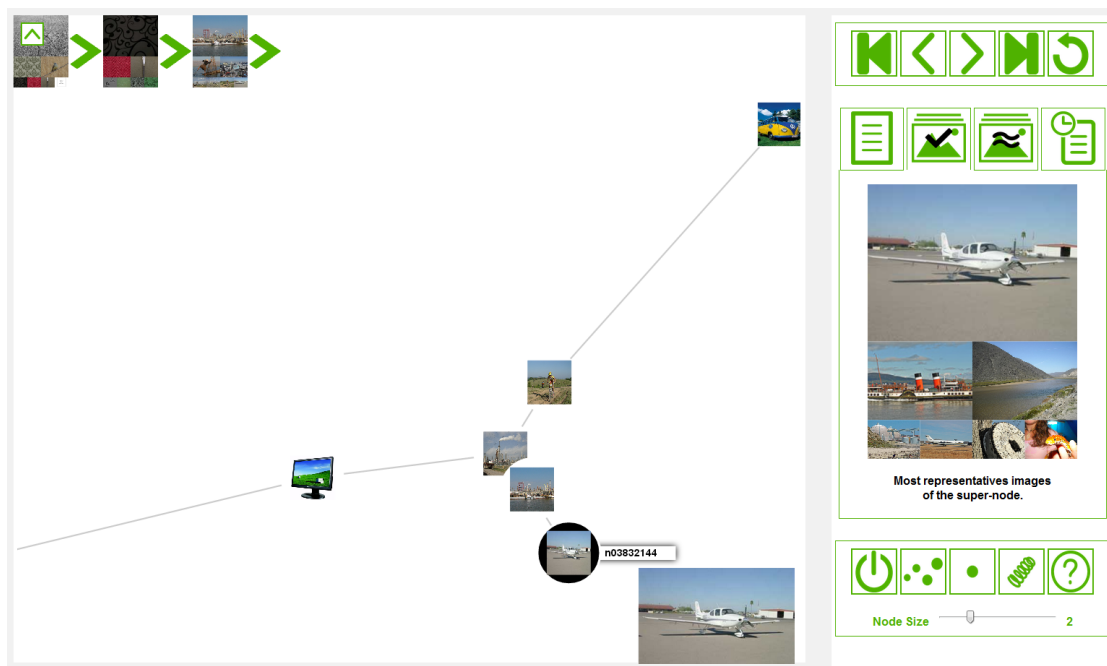 n03832144
Most representatives images
of the super-node.
Node Size
2